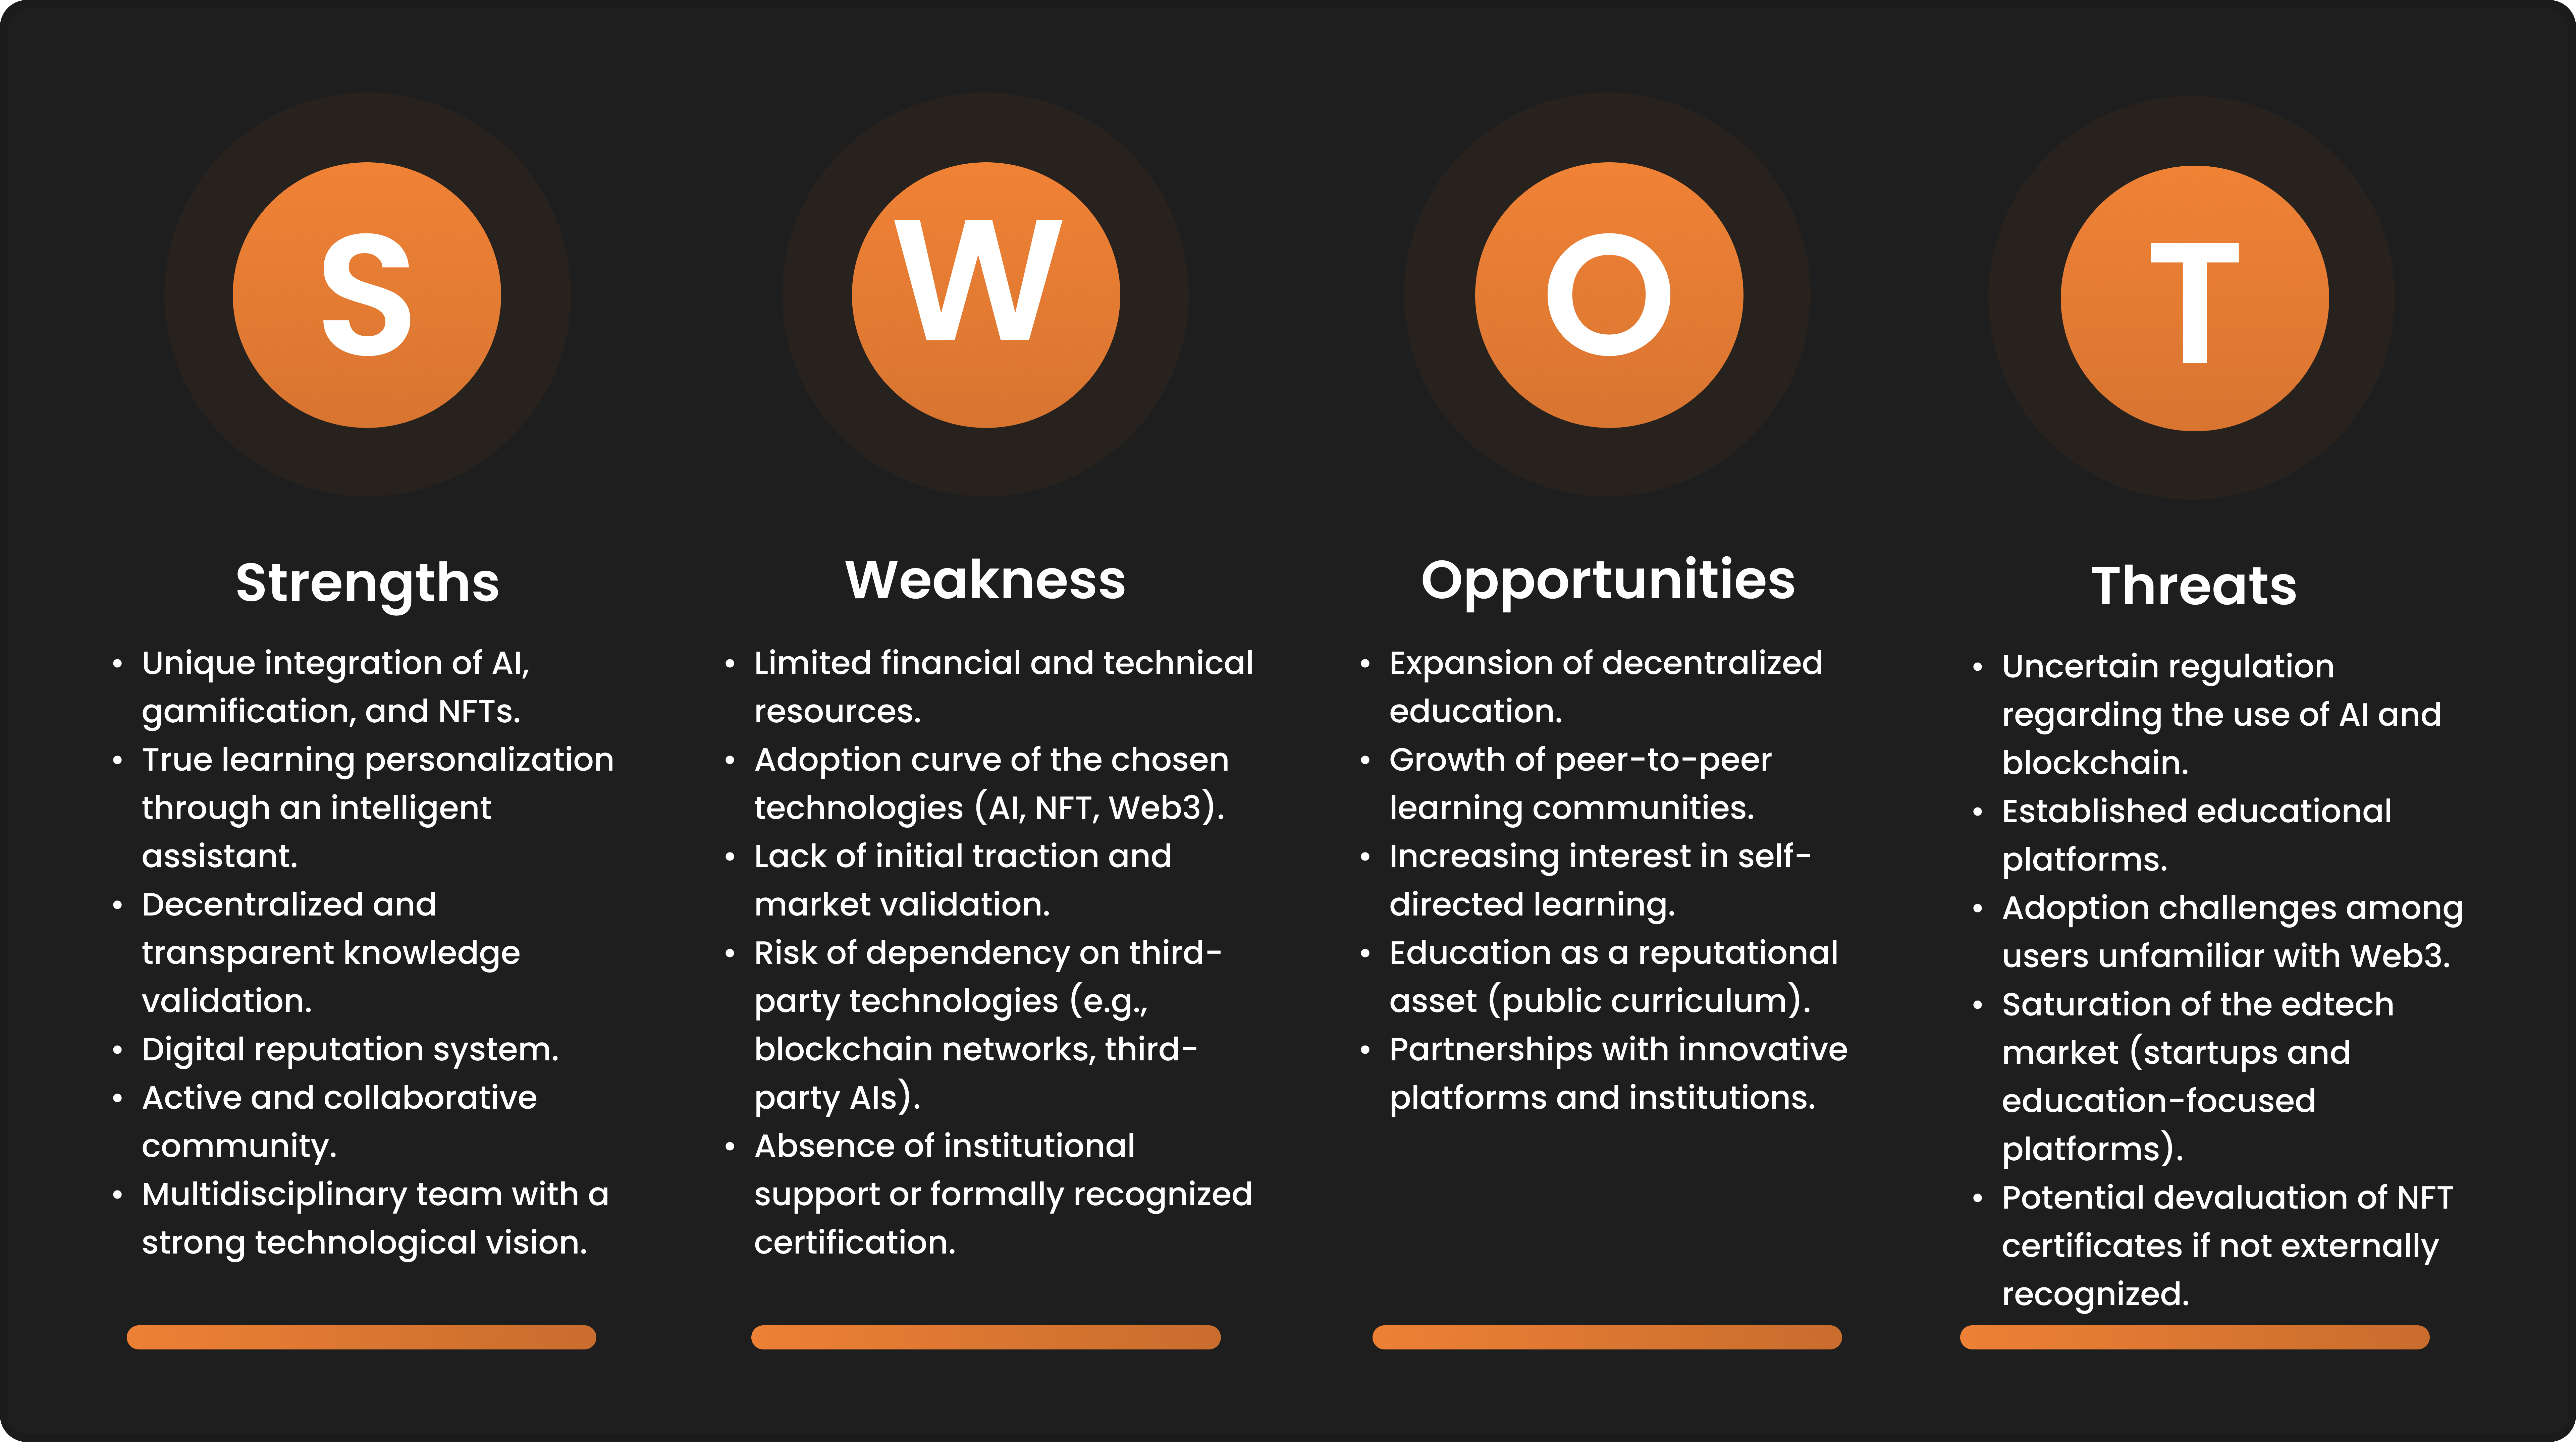 S
Strengths
• Unique integration of AI,
gamification, and NFTs.
• True learning personalization
through an intelligent
assistant.
• Decentralized and
transparent knowledge
validation.
• Digital reputation system.
• Active and collaborative
community.
• Multidisciplinary team with a
strong technological vision.
W
Weakness
• Limited financial and technical
resources.
• Adoption curve of the chosen
technologies (AI, NFT, Web3).
• Lack of initial traction and
market validation.
• Risk of dependency on third-
party technologies (e.g.,
blockchain networks, third-
party AIs).
• Absence of institutional
support or formally recognized
certification.
O
Opportunities
• Expansion of decentralized
education.
• Growth of peer-to-peer
learning communities.
• Increasing interest in self-
directed learning.
• Education as a reputational
asset (public curriculum).
• Partnerships with innovative
platforms and institutions.
T
Threats
• Uncertain regulation
regarding the use of AI and
blockchain.
• Established educational
platforms.
• Adoption challenges among
users unfamiliar with Web3.
• Saturation of the edtech
market (startups and
education-focused
platforms).
• Potential devaluation of NFT
certificates if not externally
recognized.